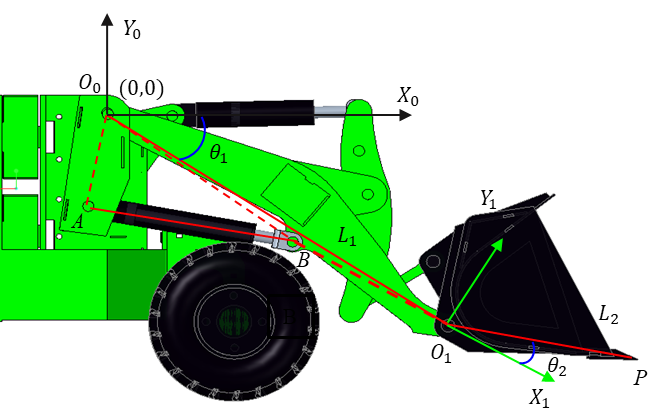 Y₀
O₀ (0,0)
X₀
θ₁
A
B
L₁
Y₁
L₂
O₁
θ₂
P
X₁